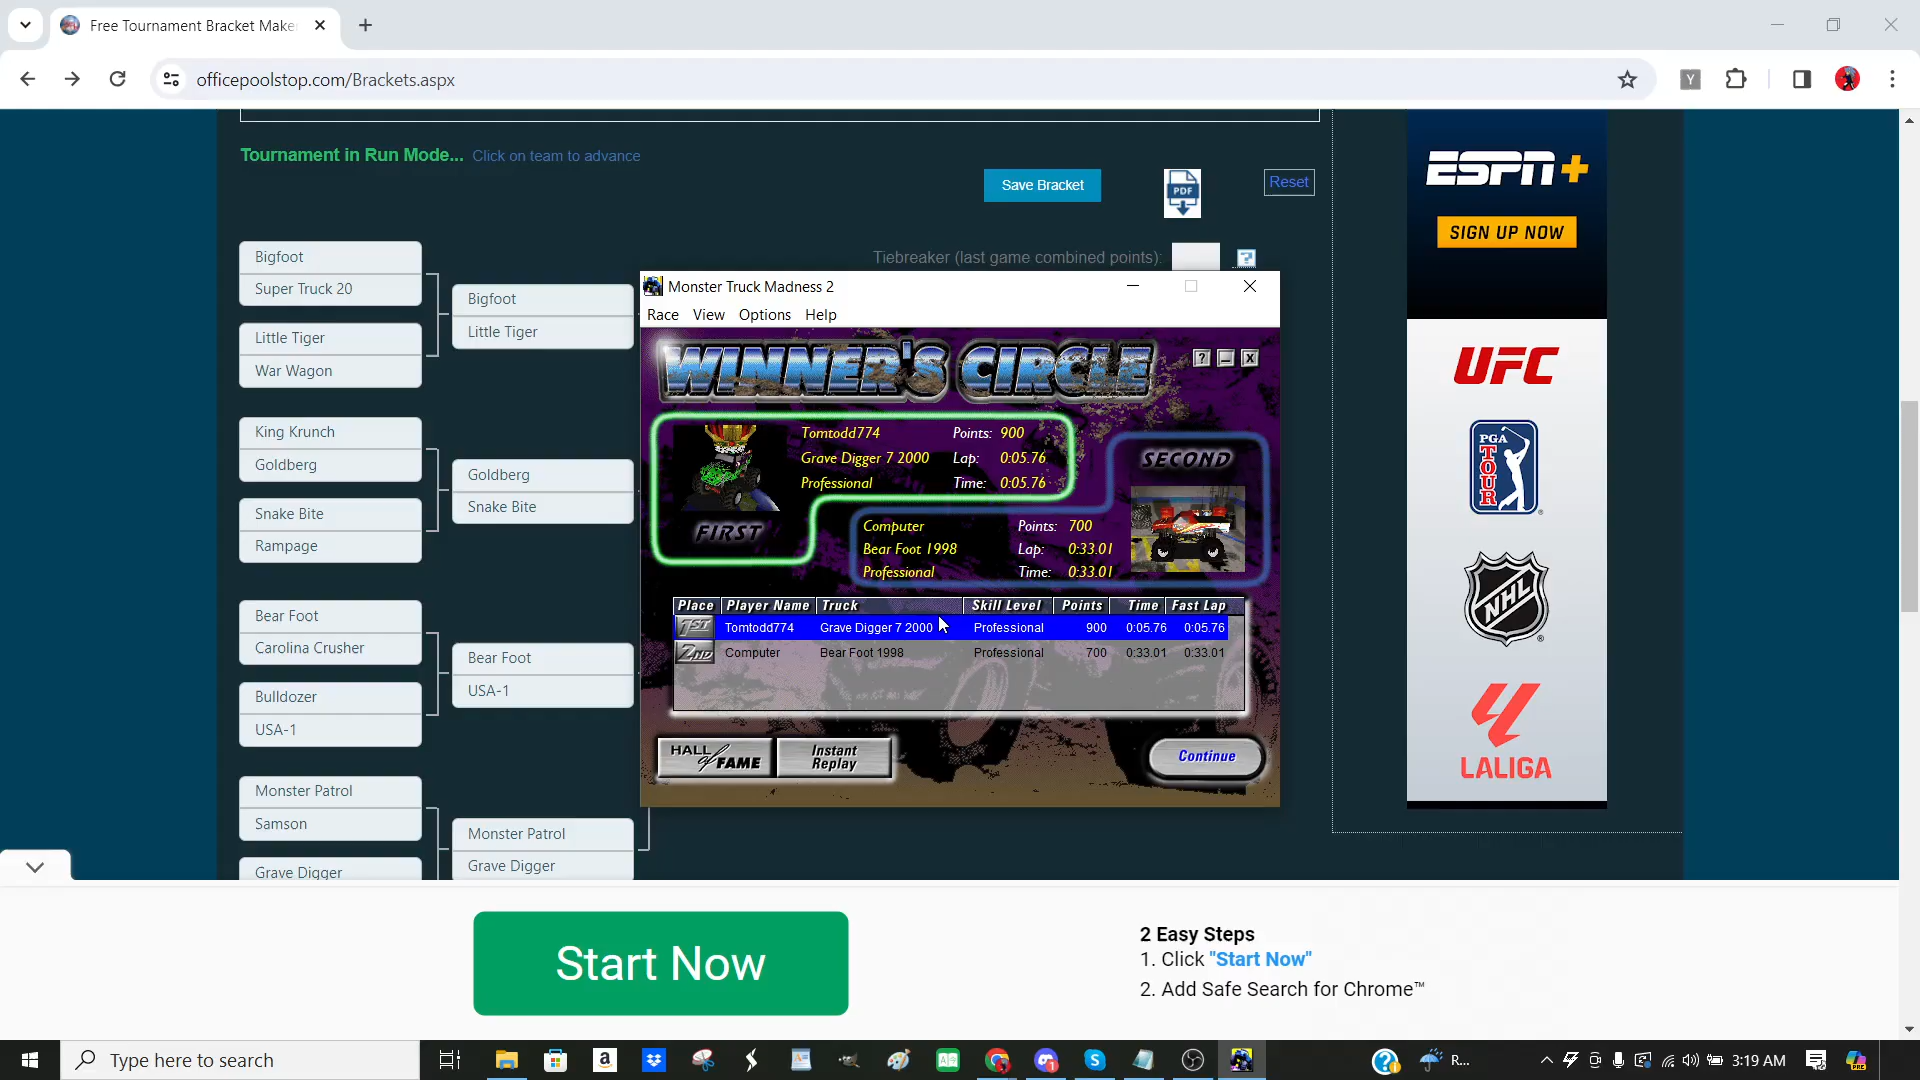 Free Tournament Bracket Make
officepoolstop.com/Brackets.aspx
Y
Tournament in Run Mode... Click on team to advance
Save Bracket
PDF
Reset
Tiebreaker (last game combined points):
?
Bigfoot
Super Truck 20
Little Tiger
War Wagon
King Krunch
Goldberg
Snake Bite
Rampage
Bear Foot
Carolina Crusher
Bulldozer
USA-1
Monster Patrol
Samson
Grave Digger
Bigfoot
Little Tiger
Goldberg
Snake Bite
Bear Foot
USA-1
Monster Patrol
Grave Digger
Monster Truck Madness 2
Race View Options Help
WINNER'S CIRCLE
? _ X
Tomtodd774 Points: 900
Grave Digger 7 2000 Lap: 0:05.76
Professional Time: 0:05.76
FIRST
SECOND
Computer Points: 700
Bear Foot 1998 Lap: 0:33.01
Professional Time: 0:33.01
Place Player Name Truck Skill Level Points Time Fast Lap
1ST Tomtodd774 Grave Digger 7 2000 Professional 900 0:05.76 0:05.76
2ND Computer Bear Foot 1998 Professional 700 0:33.01 0:33.01
HALL of FAME
Instant
Replay
Continue
ESPN+
SIGN UP NOW
UFC
PGA
TOUR
NHL
LALIGA
Start Now
2 Easy Steps
1. Click "Start Now"
2. Add Safe Search for Chrome™
Type here to search
R...
3:19 AM